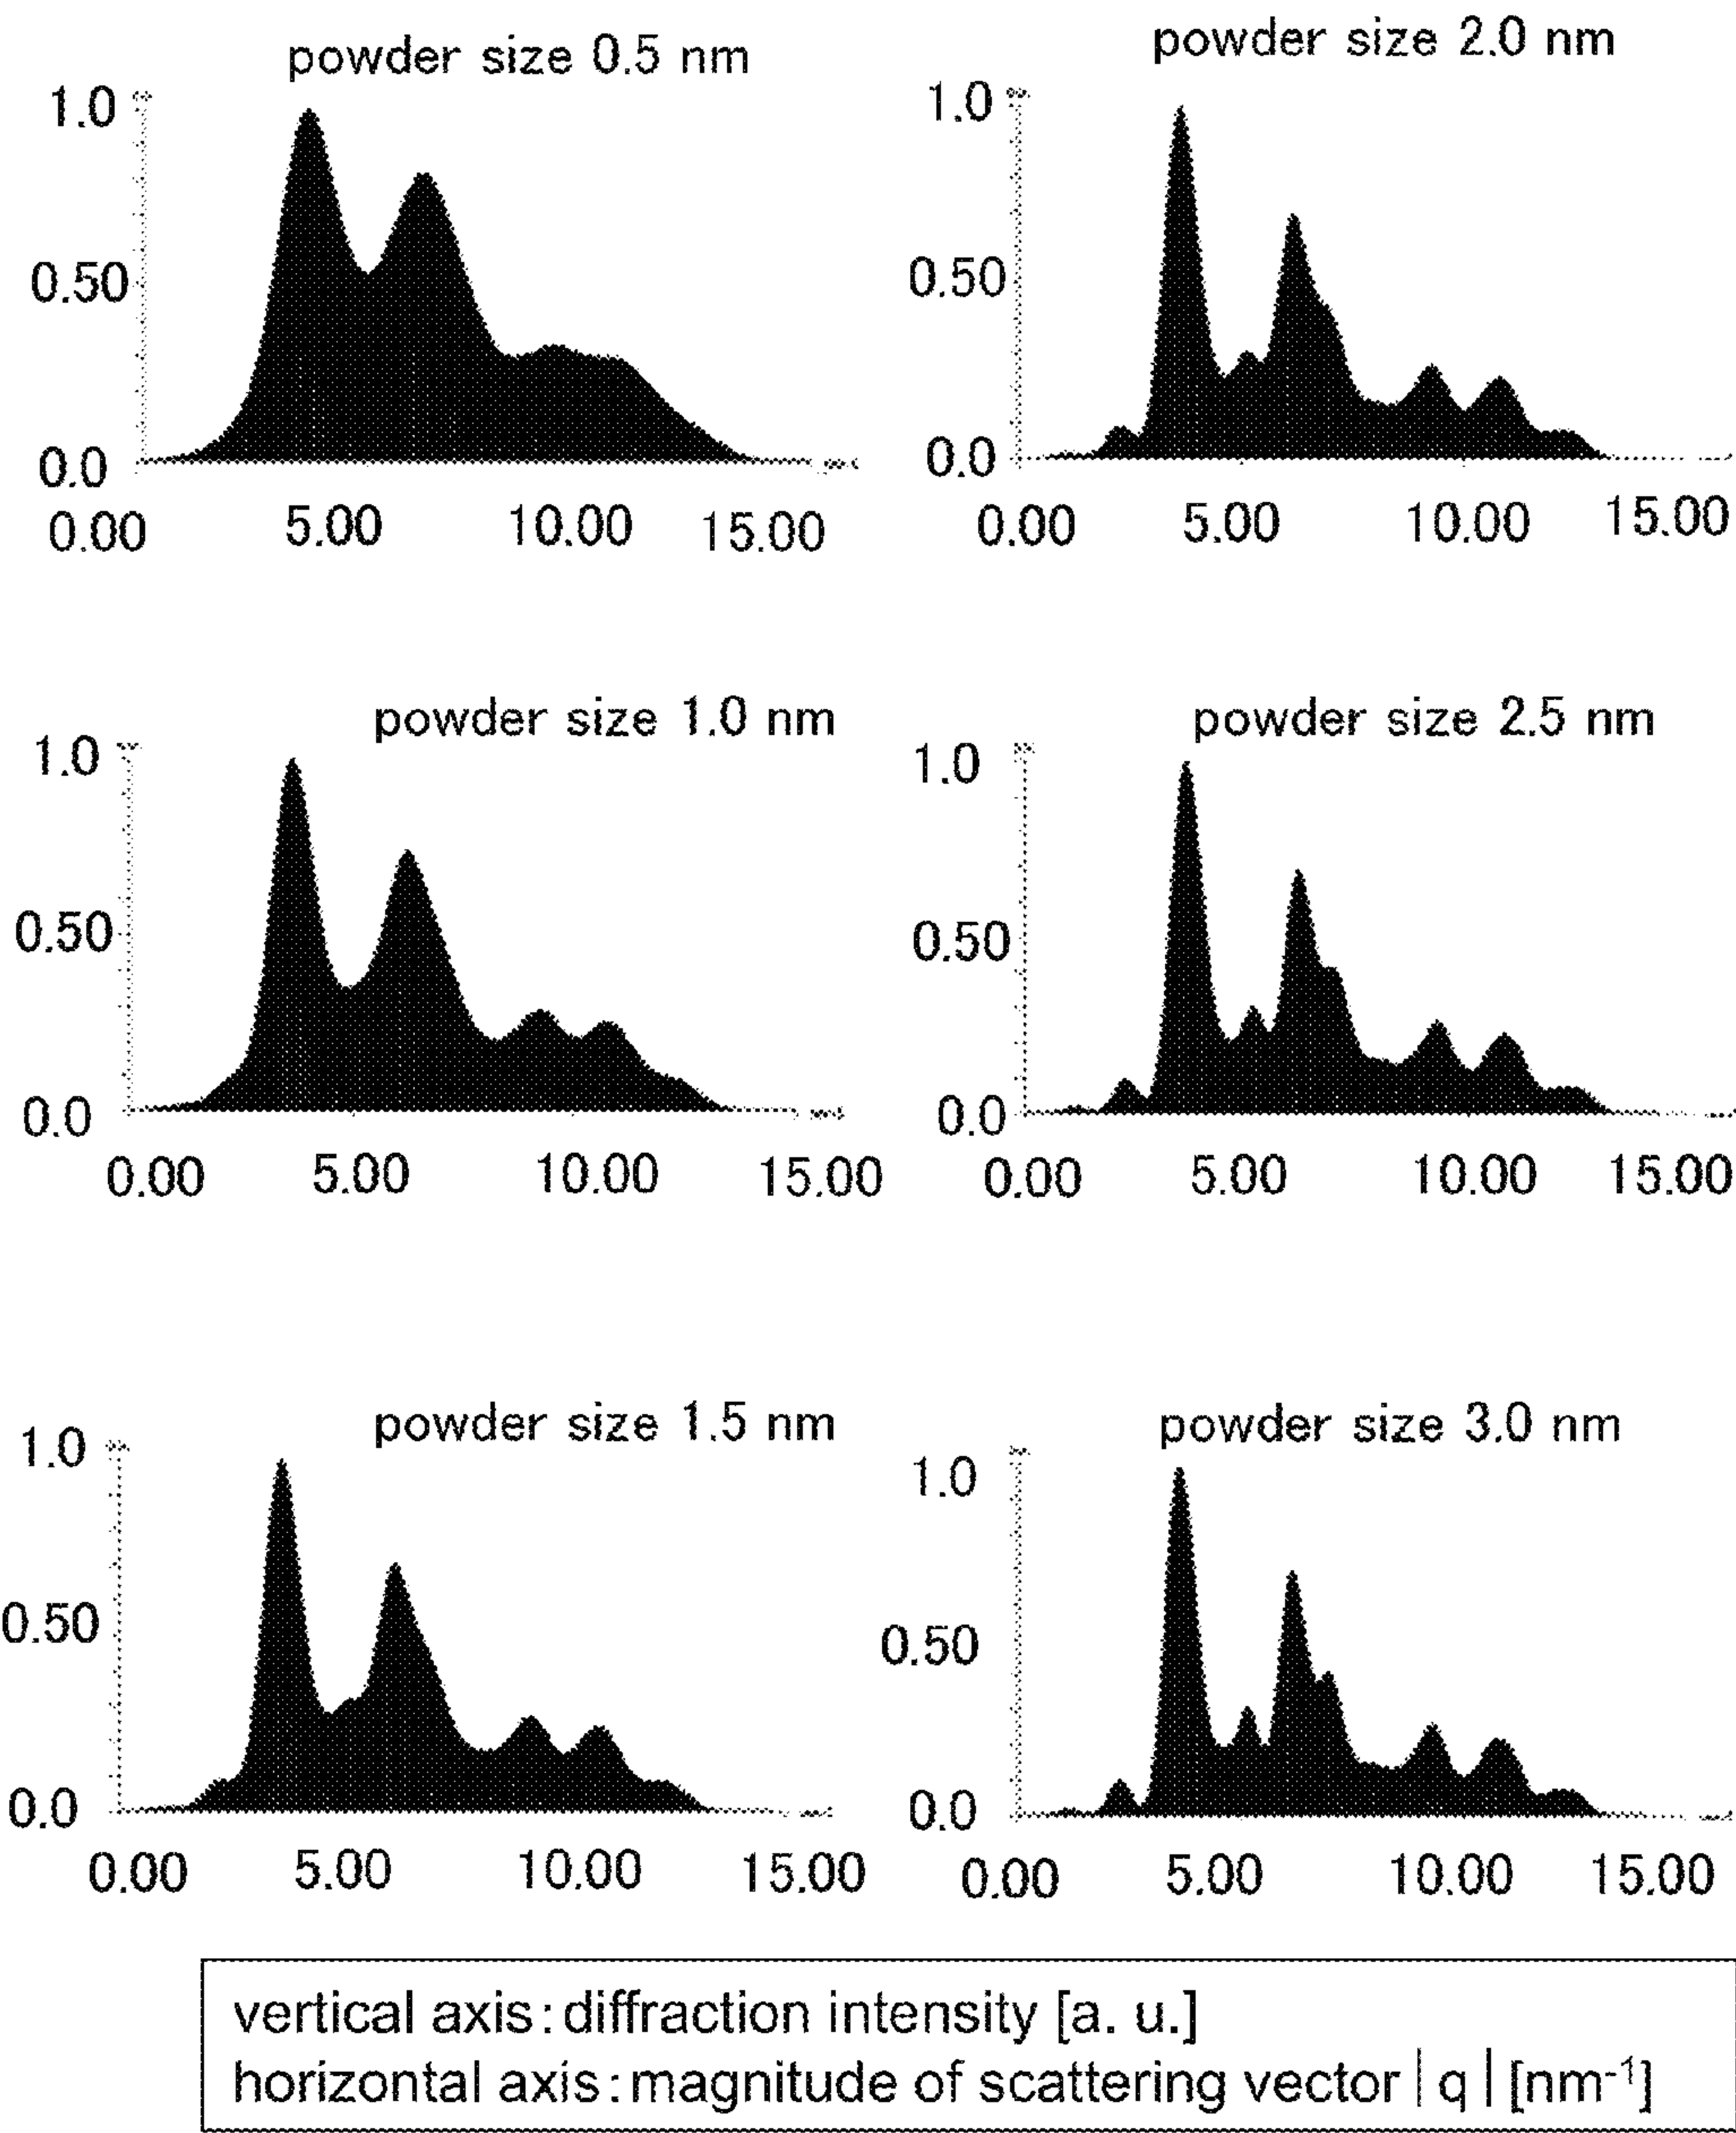 powder size 0.5 nm
1.0
0.50
0.0
0.00 5.00 10.00 15.00
powder size 2.0 nm
1.0
0.50
0.0
0.00 5.00 10.00 15.00
powder size 1.0 nm
1.0
0.50
0.0
0.00 5.00 10.00 15.00
powder size 2.5 nm
1.0
0.50
0.0
0.00 5.00 10.00 15.00
powder size 1.5 nm
1.0
0.50
0.0
0.00 5.00 10.00 15.00
powder size 3.0 nm
1.0
0.50
0.0
0.00 5.00 10.00 15.00
vertical axis:diffraction intensity [a. u.]
horizontal axis:magnitude of scattering vector|q|[nm⁻¹]